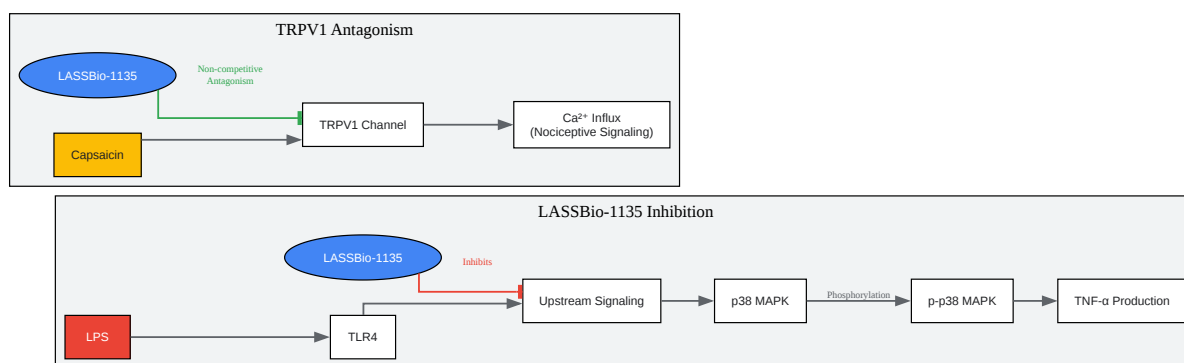 TRPV1 Antagonism
LASSBio-1135
Non-competitive
Antagonism
TRPV1 Channel
Ca²⁺ Influx
(Nociceptive Signaling)
Capsaicin
LASSBio-1135 Inhibition
LASSBio-1135
Inhibits
Upstream Signaling
p38 MAPK
Phosphorylation
p-p38 MAPK
TNF-α Production
LPS
TLR4